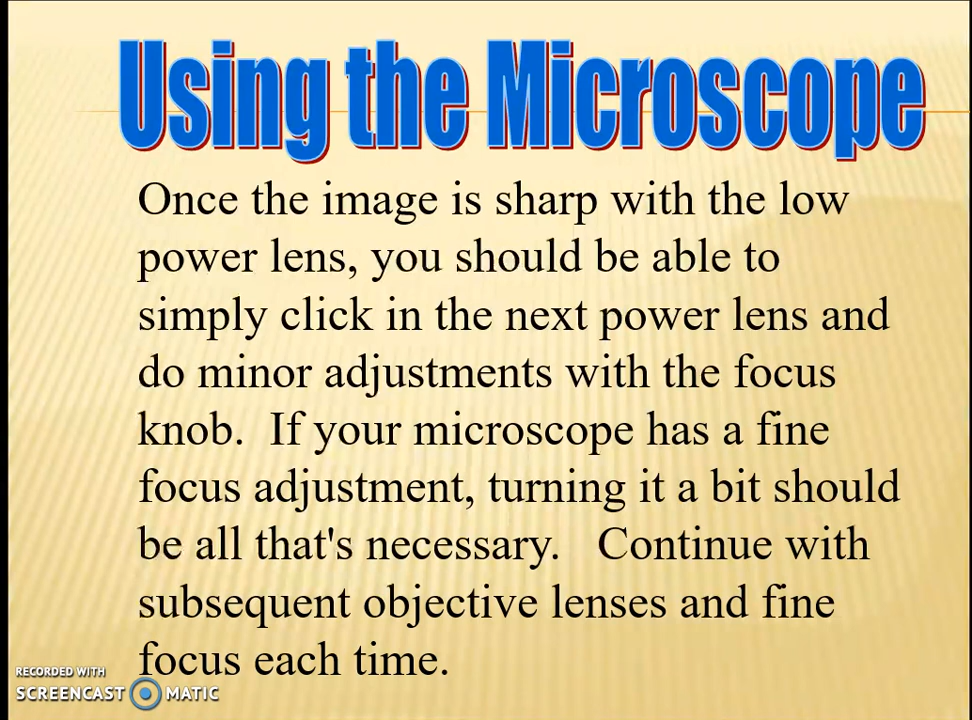 Using the Microscope
Once the image is sharp with the low
power lens, you should be able to
simply click in the next power lens and
do minor adjustments with the focus
knob.  If your microscope has a fine
focus adjustment, turning it a bit should
be all that's necessary.   Continue with
subsequent objective lenses and fine
focus each time.
RECORDED WITH
SCREENCAST MATIC